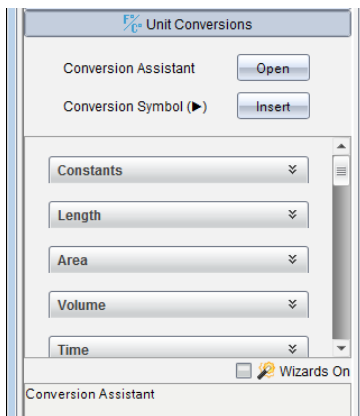 F°/C° Unit Conversions
Conversion Assistant Open
Conversion Symbol (▶) Insert
Constants
Length
Area
Volume
Time
Wizards On
Conversion Assistant